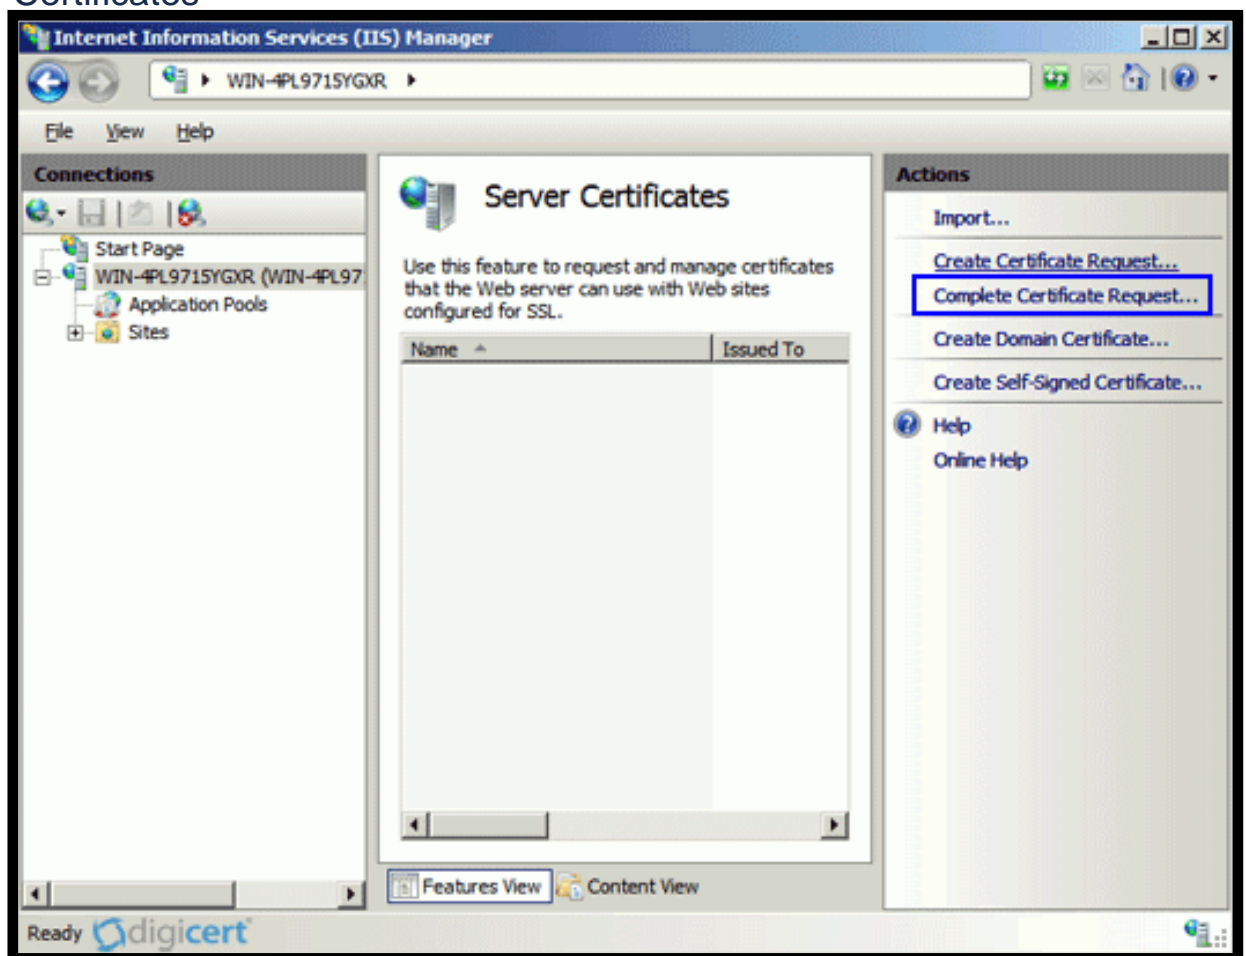 Certificates
Internet Information Services (IIS) Manager
WIN-4PL9715YGXR
File View Help
Connections
Start Page
WIN-4PL9715YGXR (WIN-4PL97
Application Pools
Sites
Server Certificates
Use this feature to request and manage certificates
that the Web server can use with Web sites
configured for SSL.
Name Issued To
Features View Content View
Actions
Import...
Create Certificate Request...
Complete Certificate Request...
Create Domain Certificate...
Create Self-Signed Certificate...
Help
Online Help
Ready digicert